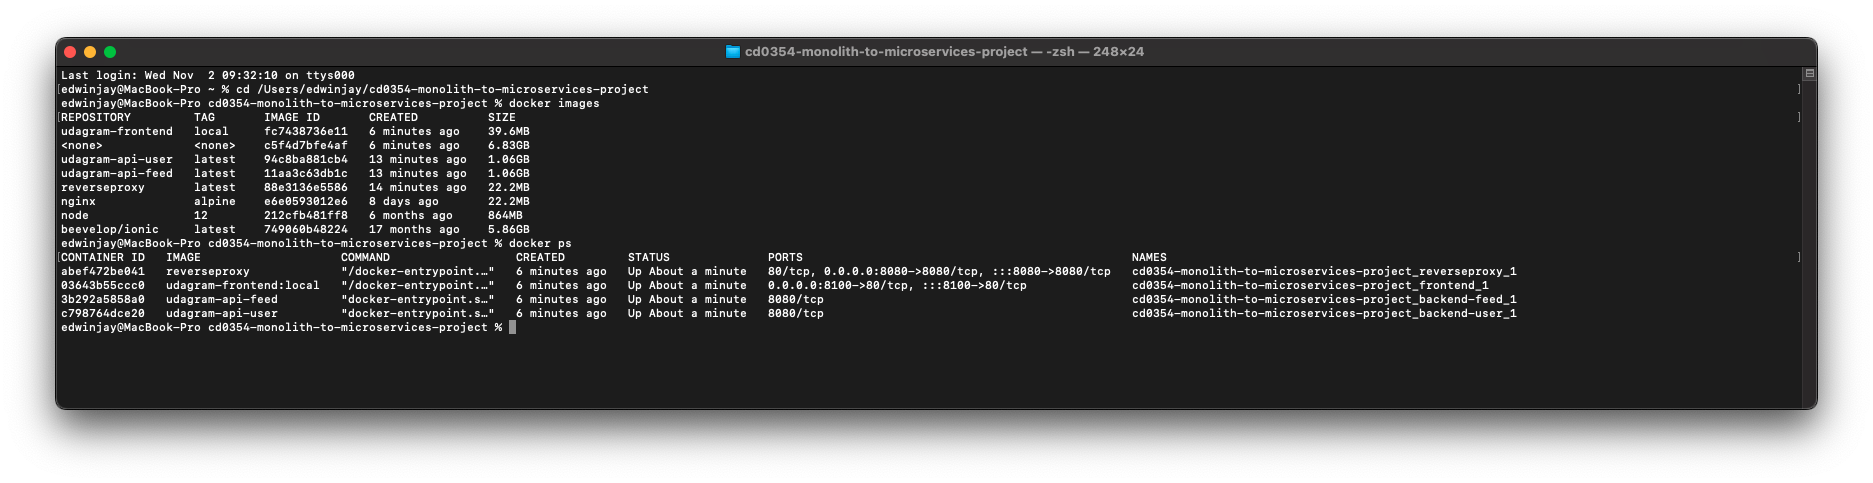 cd0354-monolith-to-microservices-project — -zsh — 248×24
Last login: Wed Nov  2 09:32:10 on ttys000
[edwinjay@MacBook-Pro ~ % cd /Users/edwinjay/cd0354-monolith-to-microservices-project ]
edwinjay@MacBook-Pro cd0354-monolith-to-microservices-project % docker images
[REPOSITORY         TAG       IMAGE ID       CREATED          SIZE ]
udagram-frontend   local     fc7438736e11   6 minutes ago    39.6MB
<none>             <none>    c5f4d7bfe4af   6 minutes ago    6.83GB
udagram-api-user   latest    94c8ba881cb4   13 minutes ago   1.06GB
udagram-api-feed   latest    11aa3c63db1c   13 minutes ago   1.06GB
reverseproxy       latest    88e3136e5586   14 minutes ago   22.2MB
nginx              alpine    e6e0593012e6   8 days ago       22.2MB
node               12        212cfb481ff8   6 months ago     864MB
beevelop/ionic     latest    749060b48224   17 months ago    5.86GB
edwinjay@MacBook-Pro cd0354-monolith-to-microservices-project % docker ps
[CONTAINER ID   IMAGE                    COMMAND                  CREATED         STATUS              PORTS                                               NAMES ]
abef472be041   reverseproxy             "/docker-entrypoint.…"   6 minutes ago   Up About a minute   80/tcp, 0.0.0.0:8080->8080/tcp, :::8080->8080/tcp   cd0354-monolith-to-microservices-project_reverseproxy_1
03643b55ccc0   udagram-frontend:local   "/docker-entrypoint.…"   6 minutes ago   Up About a minute   0.0.0.0:8100->80/tcp, :::8100->80/tcp               cd0354-monolith-to-microservices-project_frontend_1
3b292a5858a0   udagram-api-feed         "docker-entrypoint.s…"   6 minutes ago   Up About a minute   8080/tcp                                            cd0354-monolith-to-microservices-project_backend-feed_1
c798764dce20   udagram-api-user         "docker-entrypoint.s…"   6 minutes ago   Up About a minute   8080/tcp                                            cd0354-monolith-to-microservices-project_backend-user_1
edwinjay@MacBook-Pro cd0354-monolith-to-microservices-project %